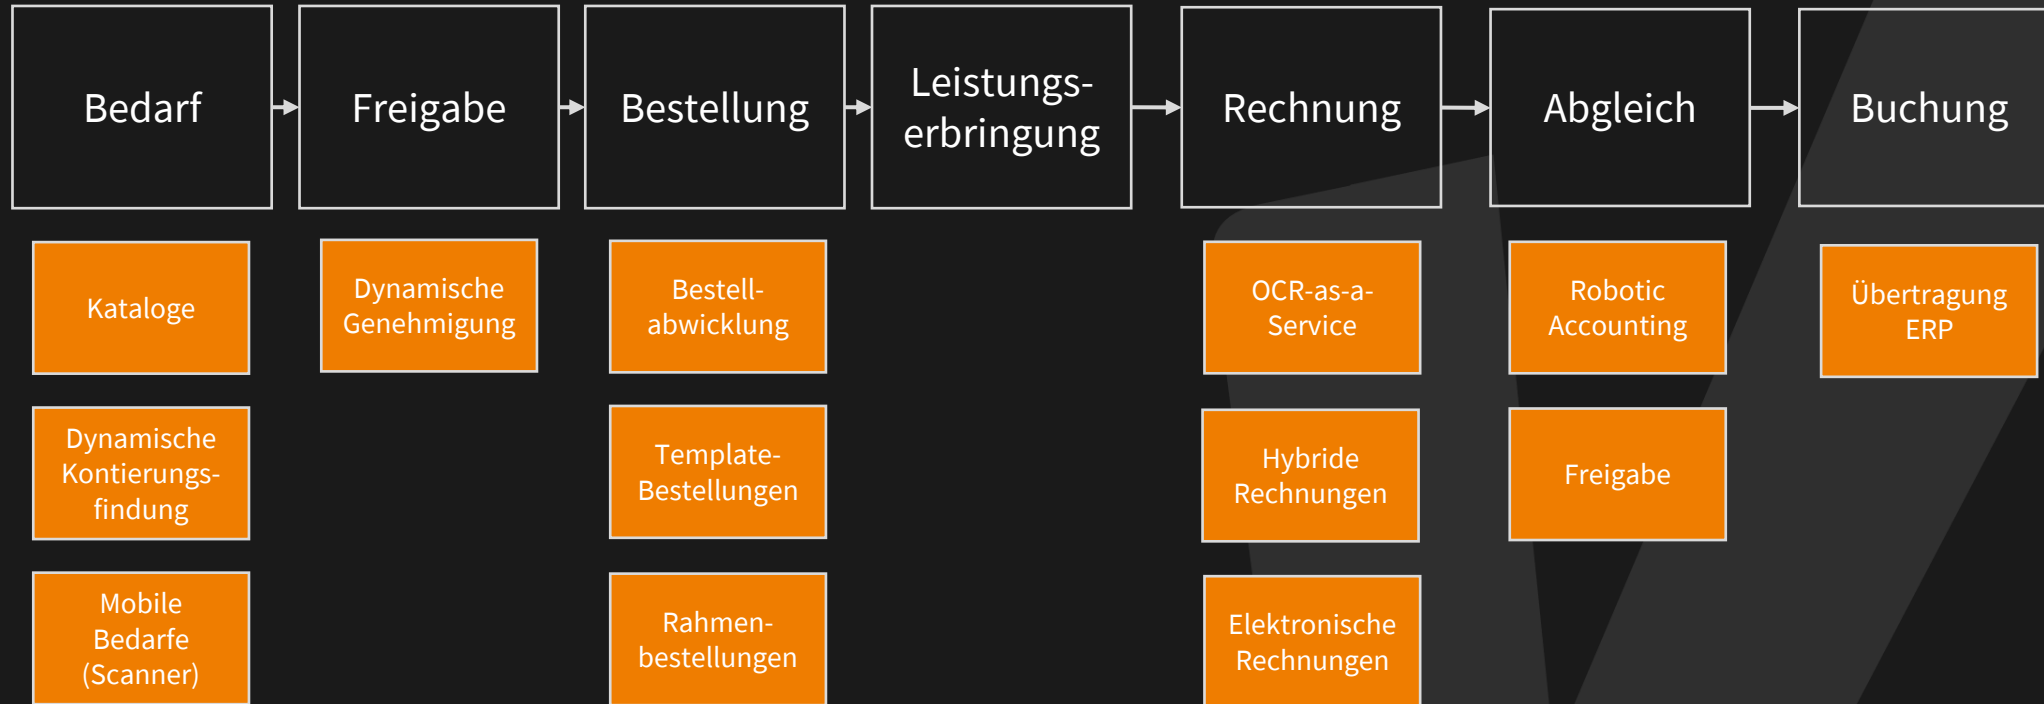 Bedarf
Freigabe
Bestellung
Leistungs-
erbringung
Rechnung
Abgleich
Buchung
Kataloge
Dynamische
Kontierungs-
findung
Mobile
Bedarfe
(Scanner)
Dynamische
Genehmigung
Bestell-
abwicklung
Template-
Bestellungen
Rahmen-
bestellungen
OCR-as-a-
Service
Hybride
Rechnungen
Elektronische
Rechnungen
Robotic
Accounting
Freigabe
Übertragung
ERP